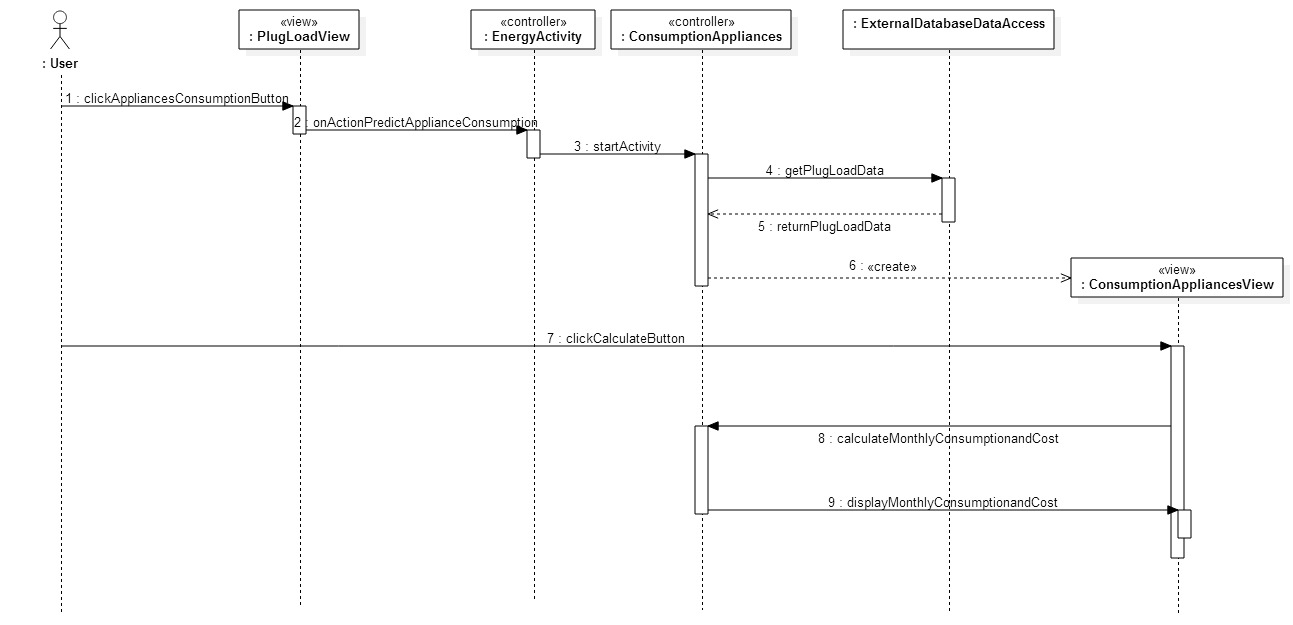 «view»
: PlugLoadView
«controller»
: EnergyActivity
«controller»
: ConsumptionAppliances
: ExternalDatabaseDataAccess
: User
1 : clickAppliancesConsumptionButton
2 : onActionPredictApplianceConsumption
3 : startActivity
4 : getPlugLoadData
5 : returnPlugLoadData
6 : «create»
«view»
: ConsumptionAppliancesView
7 : clickCalculateButton
8 : calculateMonthlyConsumptionandCost
9 : displayMonthlyConsumptionandCost